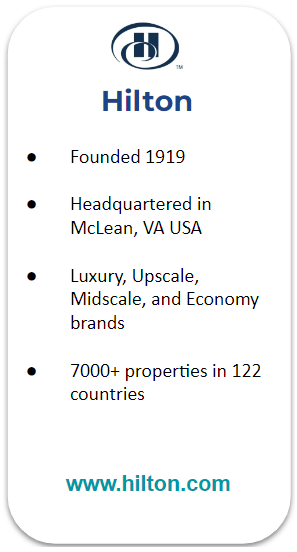 H
™
Hilton
● Founded 1919
● Headquartered in
McLean, VA USA
● Luxury, Upscale,
Midscale, and Economy
brands
● 7000+ properties in 122
countries
www.hilton.com